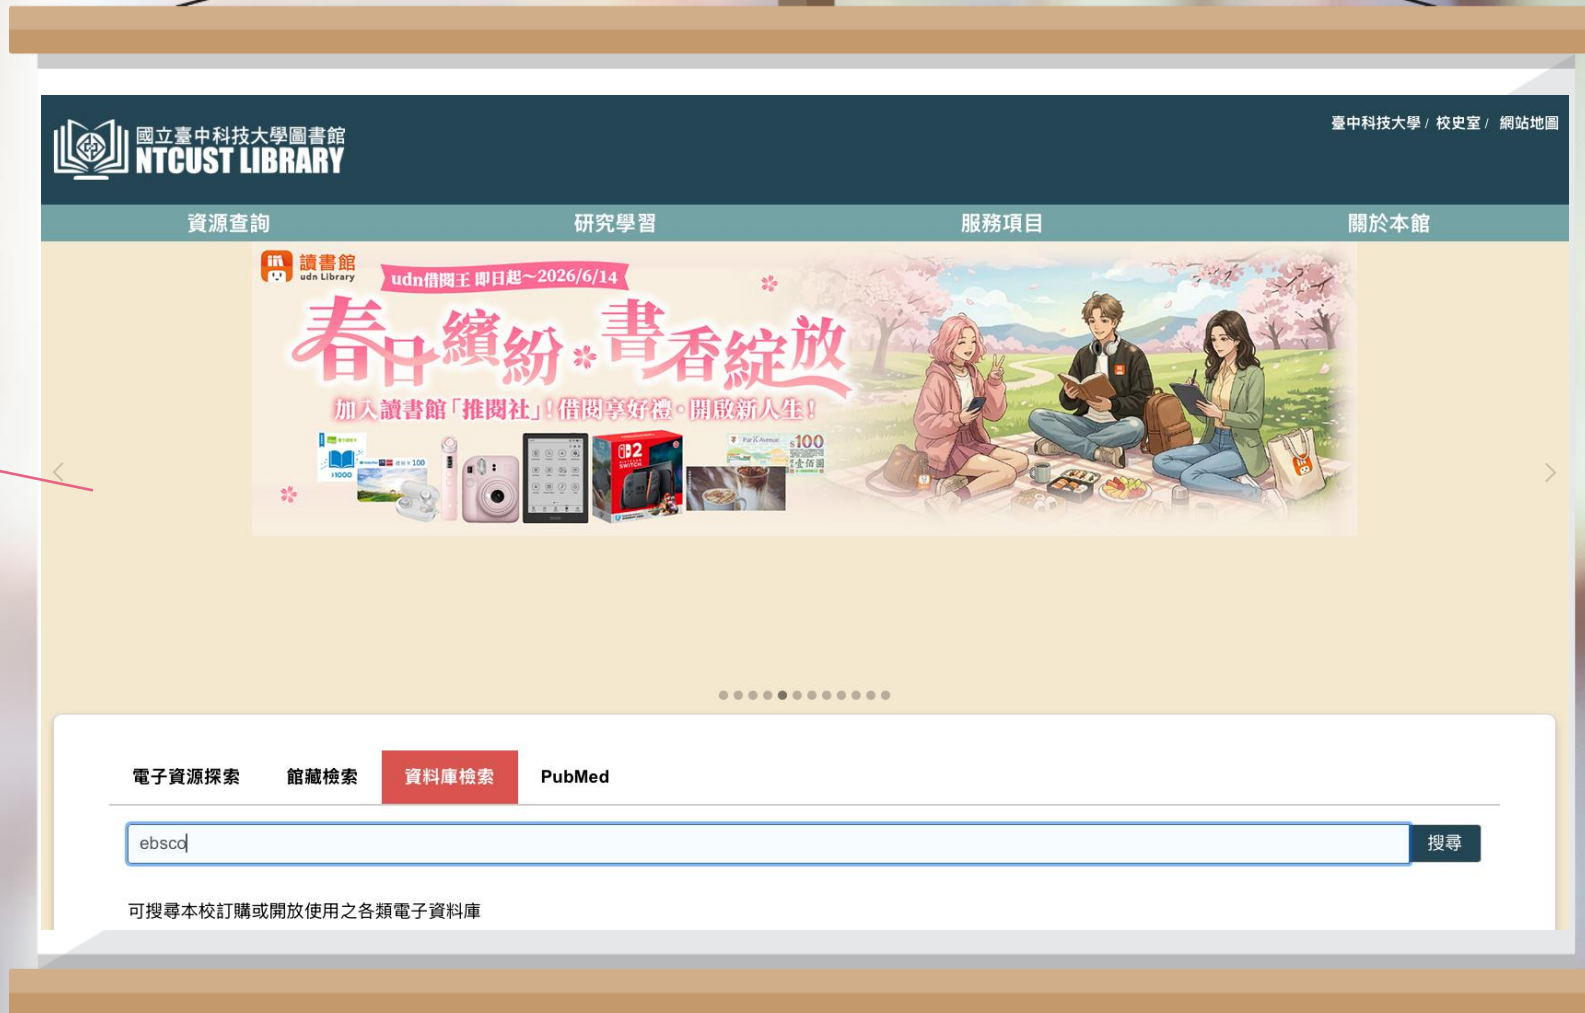 國立臺中科技大學圖書館
NTCUST LIBRARY
臺中科技大學 / 校史室 / 網站地圖
資源查詢 研究學習 服務項目 關於本館
讀書館
udn Library
udn借閱王 即日起~2026/6/14
春日繽紛 書香綻放
加入讀書館「推閱社」!借閱享好禮·開啟新人生!
電子資源探索 館藏檢索 資料庫檢索 PubMed
ebsco 搜尋
可搜尋本校訂購或開放使用之各類電子資料庫